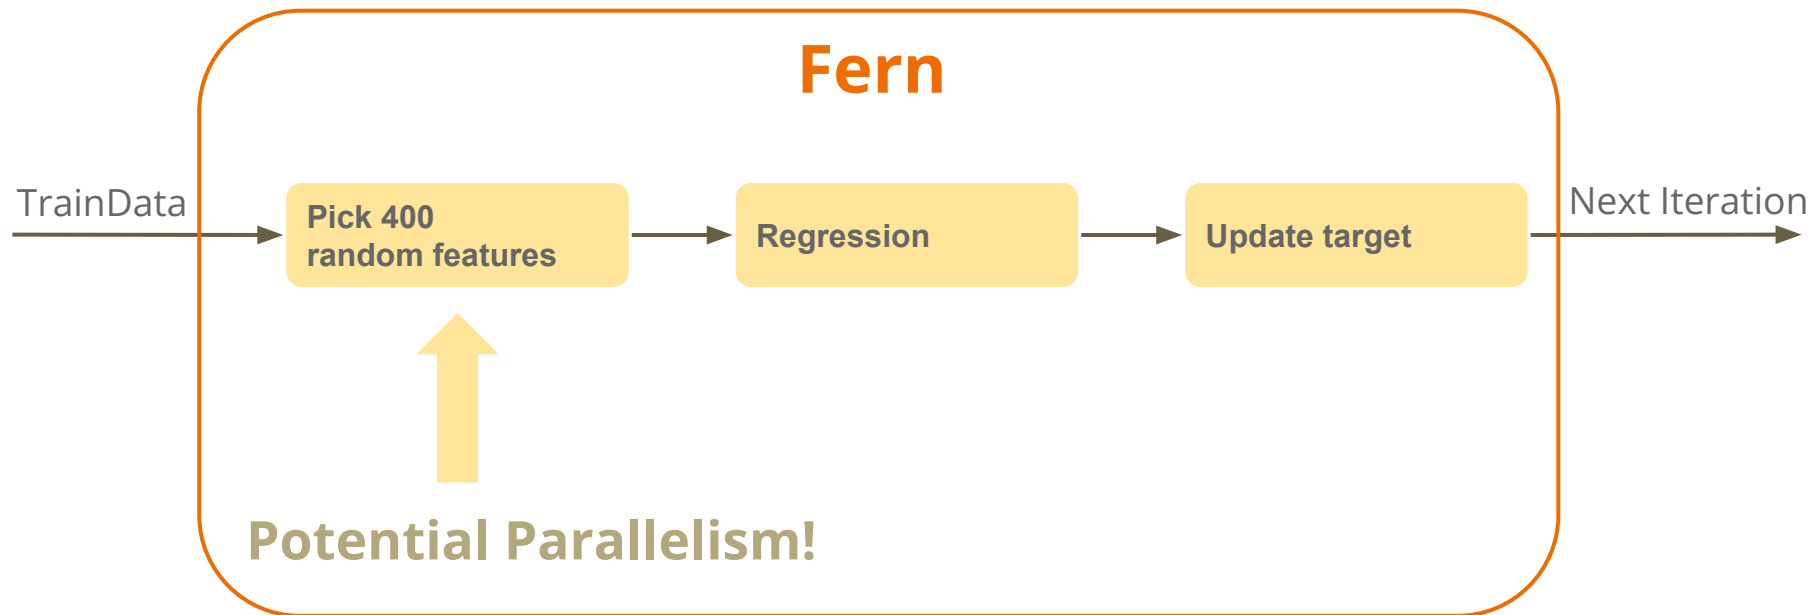 Fern
TrainData
Pick 400
random features
Regression
Update target
Next Iteration
Potential Parallelism!